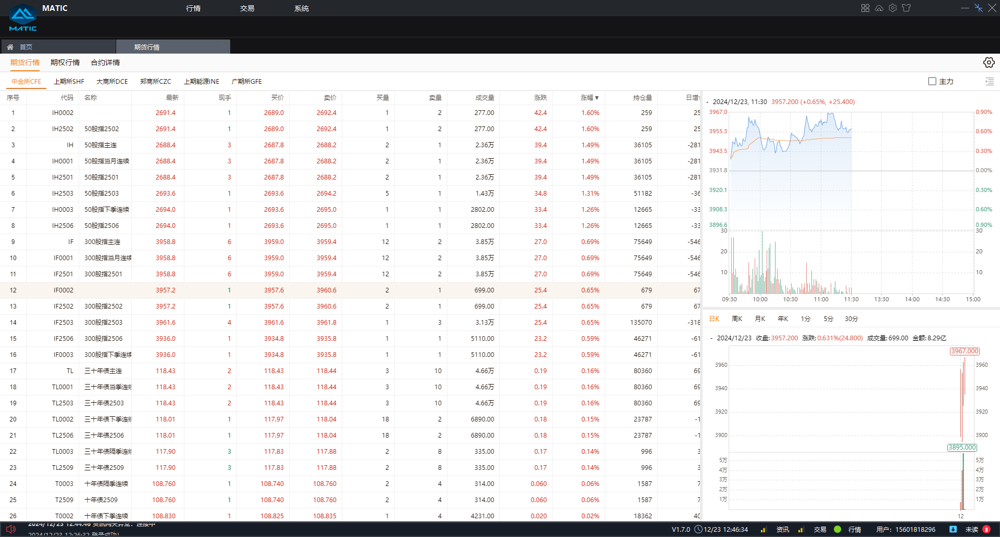 MATIC 行情 交易 系统
MATIC
首页 期货行情
期货行情 期权行情 合约详情
中金所CFE 上期所SHF 大商所DCE 郑商所CZC 上期能源INE 广期所GFE 主力
序号 代码 名称 最新 现手 买价 卖价 买量 卖量 成交量 涨跌 涨幅▼ 持仓量 日增
1 IH0002 2691.4 1 2689.0 2692.4 1 2 277.00 42.4 1.60% 259 25
2 IH2502 50股指2502 2691.4 1 2689.0 2692.4 1 2 277.00 42.4 1.60% 259 25
3 IH 50股指主连 2688.4 3 2687.8 2688.2 2 1 2.36万 39.4 1.49% 36105 -281
4 IH0001 50股指当月连续 2688.4 3 2687.8 2688.2 2 1 2.36万 39.4 1.49% 36105 -281
5 IH2501 50股指2501 2688.4 3 2687.8 2688.2 2 1 2.36万 39.4 1.49% 36105 -281
6 IH2503 50股指2503 2693.6 1 2693.6 2694.2 5 1 1.43万 34.8 1.31% 51182 -36
7 IH0003 50股指下季连续 2694.0 1 2693.6 2695.0 1 1 2802.00 33.4 1.26% 12665 -33
8 IH2506 50股指2506 2694.0 1 2693.6 2695.0 1 1 2802.00 33.4 1.26% 12665 -33
9 IF 300股指主连 3958.8 6 3959.0 3959.4 12 2 3.85万 27.0 0.69% 75649 -546
10 IF0001 300股指当月连续 3958.8 6 3959.0 3959.4 12 2 3.85万 27.0 0.69% 75649 -546
11 IF2501 300股指2501 3958.8 6 3959.0 3959.4 12 2 3.85万 27.0 0.69% 75649 -546
12 IF0002 3957.2 1 3957.6 3960.6 2 1 699.00 25.4 0.65% 679 67
13 IF2502 300股指2502 3957.2 1 3957.6 3960.6 2 1 699.00 25.4 0.65% 679 67
14 IF2503 300股指2503 3961.6 4 3961.6 3961.8 1 3 3.13万 25.4 0.65% 135070 -318
15 IF2506 300股指2506 3936.0 1 3934.8 3935.8 1 1 5110.00 23.2 0.59% 46271 -61
16 IF0003 300股指下季连续 3936.0 1 3934.8 3935.8 1 1 5110.00 23.2 0.59% 46271 -61
17 TL 三十年债主连 118.43 2 118.43 118.44 3 10 4.66万 0.19 0.16% 80360 69
18 TL0001 三十年债当季连续 118.43 2 118.43 118.44 3 10 4.66万 0.19 0.16% 80360 69
19 TL2503 三十年债2503 118.43 2 118.43 118.44 3 10 4.66万 0.19 0.16% 80360 69
20 TL0002 三十年债下季连续 118.01 1 117.97 118.04 18 2 6890.00 0.18 0.15% 23787 -1
21 TL2506 三十年债2506 118.01 1 117.97 118.04 18 2 6890.00 0.18 0.15% 23787 -1
22 TL0003 三十年债隔季连续 117.90 3 117.83 117.88 2 8 335.00 0.17 0.14% 996 3
23 TL2509 三十年债2509 117.90 3 117.83 117.88 2 8 335.00 0.17 0.14% 996 3
24 T0003 十年债隔季连续 108.760 1 108.740 108.760 2 4 314.00 0.060 0.06% 1587 7
25 T2509 十年债2509 108.760 1 108.740 108.760 2 4 314.00 0.060 0.06% 1587 7
26 T0002 十年债下季连续 108.830 1 108.825 108.835 1 4 4231.00 0.020 0.02% 18362 40
- 2024/12/23, 11:30 3957.200 (+0.65%, +25.400)
3967.0 0.90%
3955.3 0.60%
3943.5 0.30%
3931.8 0.00%
3920.1 0.30%
3908.3 0.60%
3896.6 0.90%
30 30
20 20
10 10
09:30 10:00 10:30 11:00 11:30 13:30 14:00 14:30 15:00
日K 周K 月K 年K 1分 5分 30分
- 2024/12/23 收盘:3957.200 涨跌:0.631%(24.800) 成交量:699.00 金额:8.29亿
3967.000
3960 3960
3940 3940
3920 3920
3900 3900
3895.000
5万 5万
4万 4万
3万 3万
2万 2万
1万 1万
12
2024/12/23 12:44:46 资讯网关异常：连接中
2024/12/23 12:26:32 登录成功!
V1.7.0 12/23 12:46:34 资讯 交易 行情 用户：15601818296 未读 3